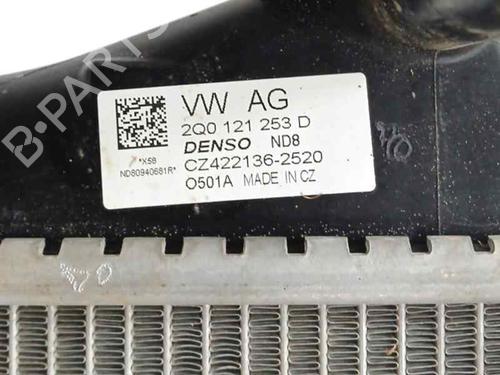 B-PARTS
VW AG
2Q0 121 253 D
DENSO ND8
*X58
CZ422136-2520
ND80940681R*
O501A MADE IN CZ